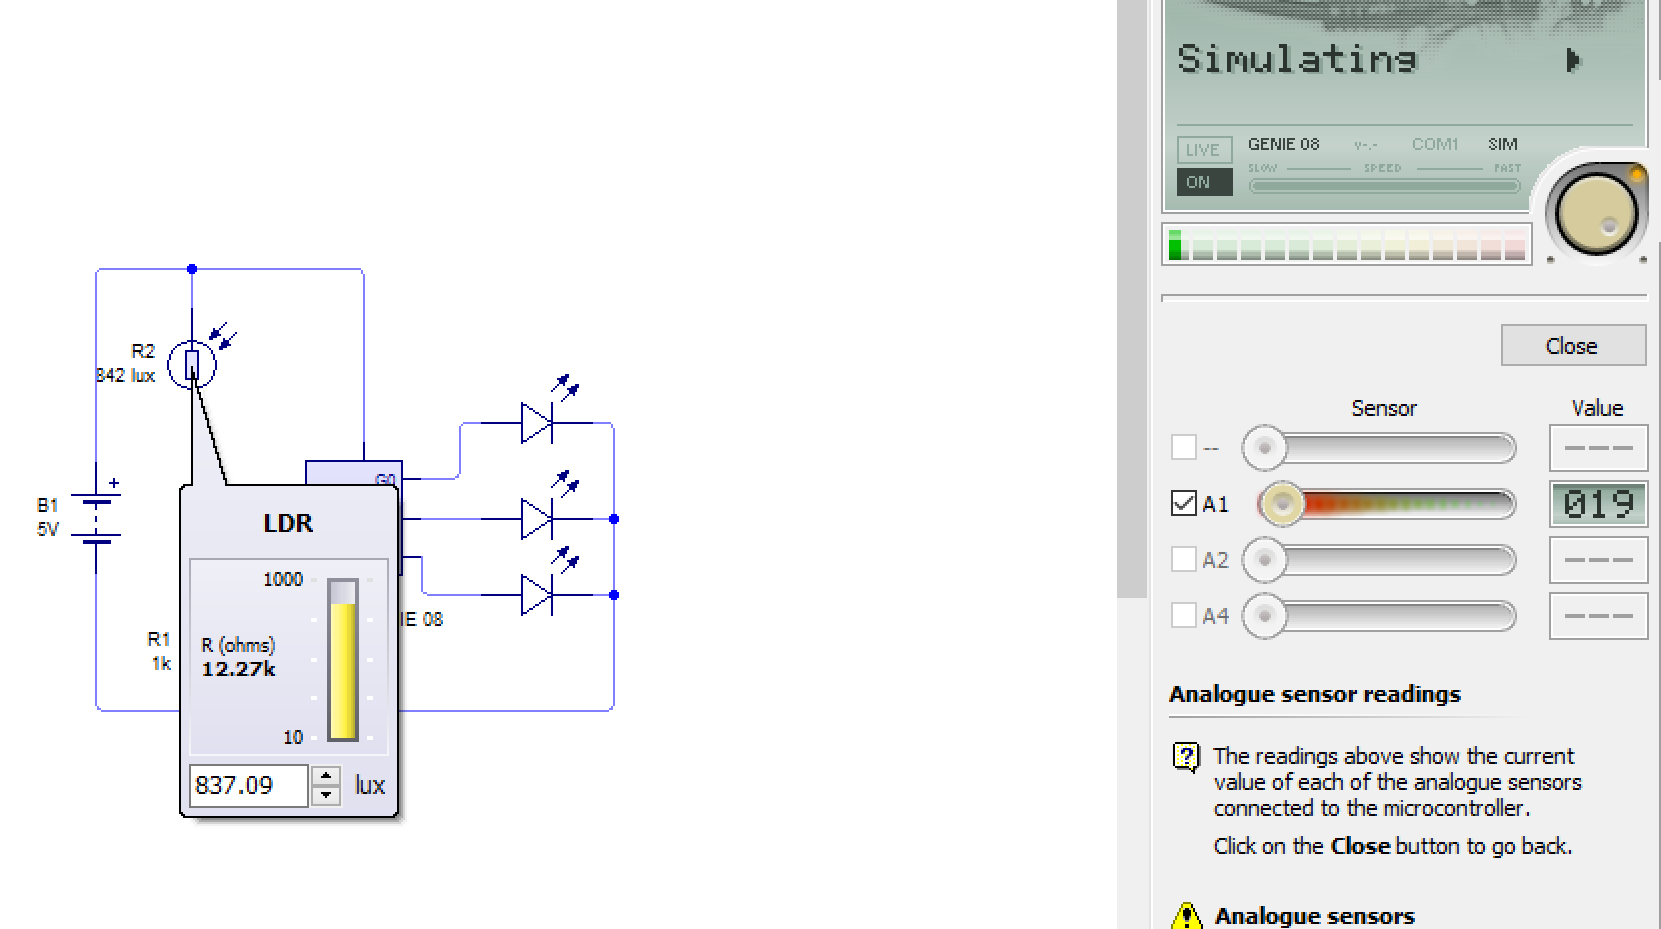 Simulating
LIVE
GENIE 08
v-.-
COM1
SIM
SLOW
SPEED
FAST
ON
Close
Sensor
Value
--
---
A1
019
A2
---
A4
---
Analogue sensor readings
The readings above show the current
value of each of the analogue sensors
connected to the microcontroller.
Click on the Close button to go back.
Analogue sensors
R2
842 lux
B1
5V
+
G0
LDR
1000
R (ohms)
12.27k
10
837.09
lux
R1
1k
IE 08